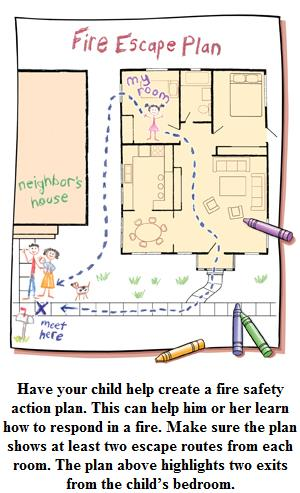 Fire Escape Plan
my
room
neighbor's
house
X
meet
here
Have your child help create a fire safety
action plan. This can help him or her learn
how to respond in a fire. Make sure the plan
shows at least two escape routes from each
room. The plan above highlights two exits
from the child's bedroom.